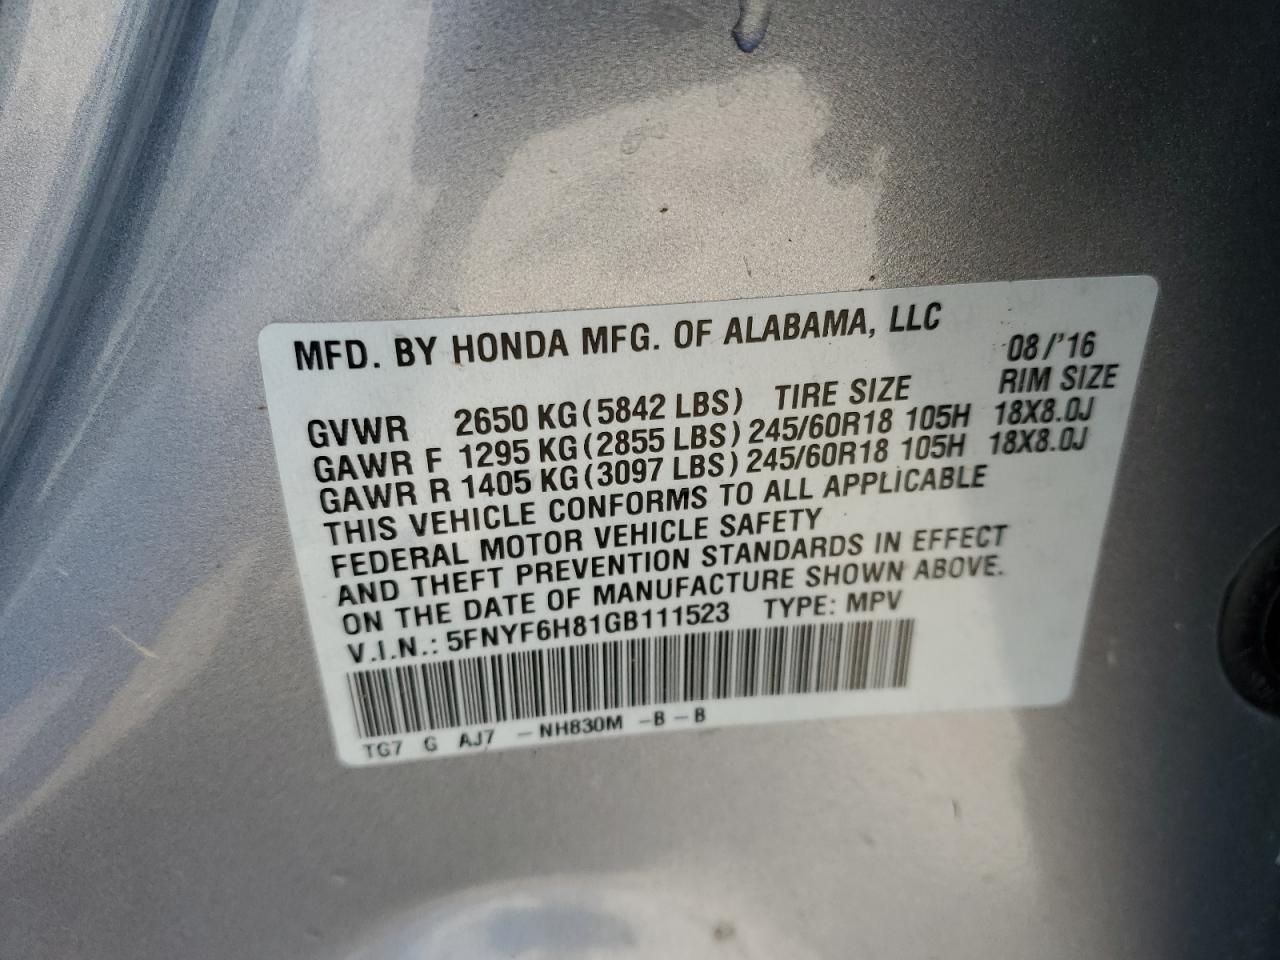 MFD. BY HONDA MFG. OF ALABAMA, LLC
08/'16
GVWR 2650 KG(5842 LBS) TIRE SIZE RIM SIZE
GAWR F 1295 KG(2855 LBS) 245/60R18 105H 18X8.0J
GAWR R 1405 KG(3097 LBS) 245/60R18 105H 18X8.0J
THIS VEHICLE CONFORMS TO ALL APPLICABLE
FEDERAL MOTOR VEHICLE SAFETY
AND THEFT PREVENTION STANDARDS IN EFFECT
ON THE DATE OF MANUFACTURE SHOWN ABOVE.
V.I.N.: 5FNYF6H81GB111523 TYPE: MPV
TG7 G AJ7 -NH830M -B-B